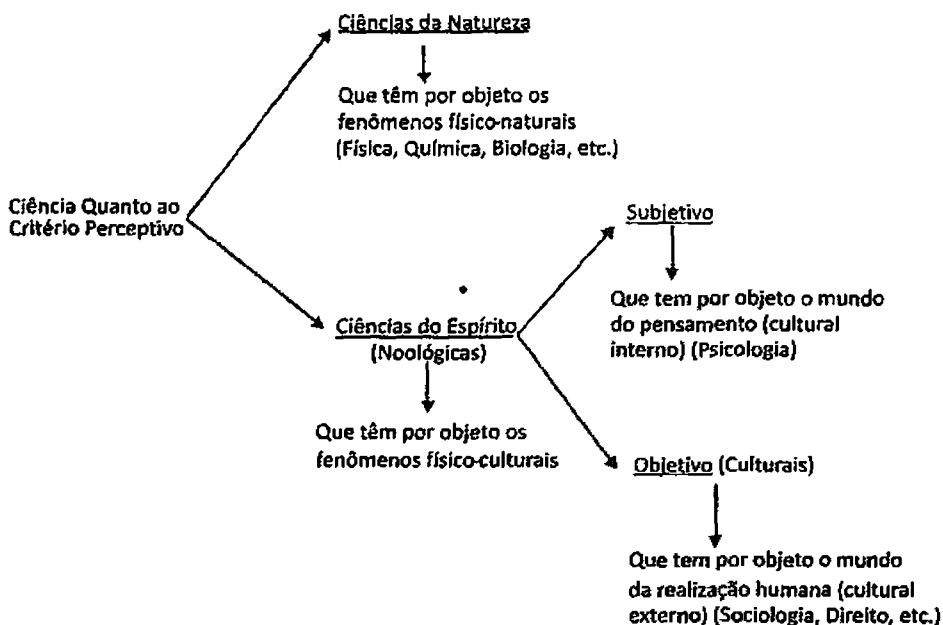 Ciências da Natureza
Que têm por objeto os
fenômenos físico-naturais
(Física, Química, Biologia, etc.)
Ciência Quanto ao
Critério Perceptivo
Ciências do Espírito
(Noológicas)
Que têm por objeto os
fenômenos físico-culturais
Subjetivo
Que tem por objeto o mundo
do pensamento (cultural
interno) (Psicologia)
Objetivo (Culturais)
Que tem por objeto o mundo
da realização humana (cultural
externo) (Sociologia, Direito, etc.)